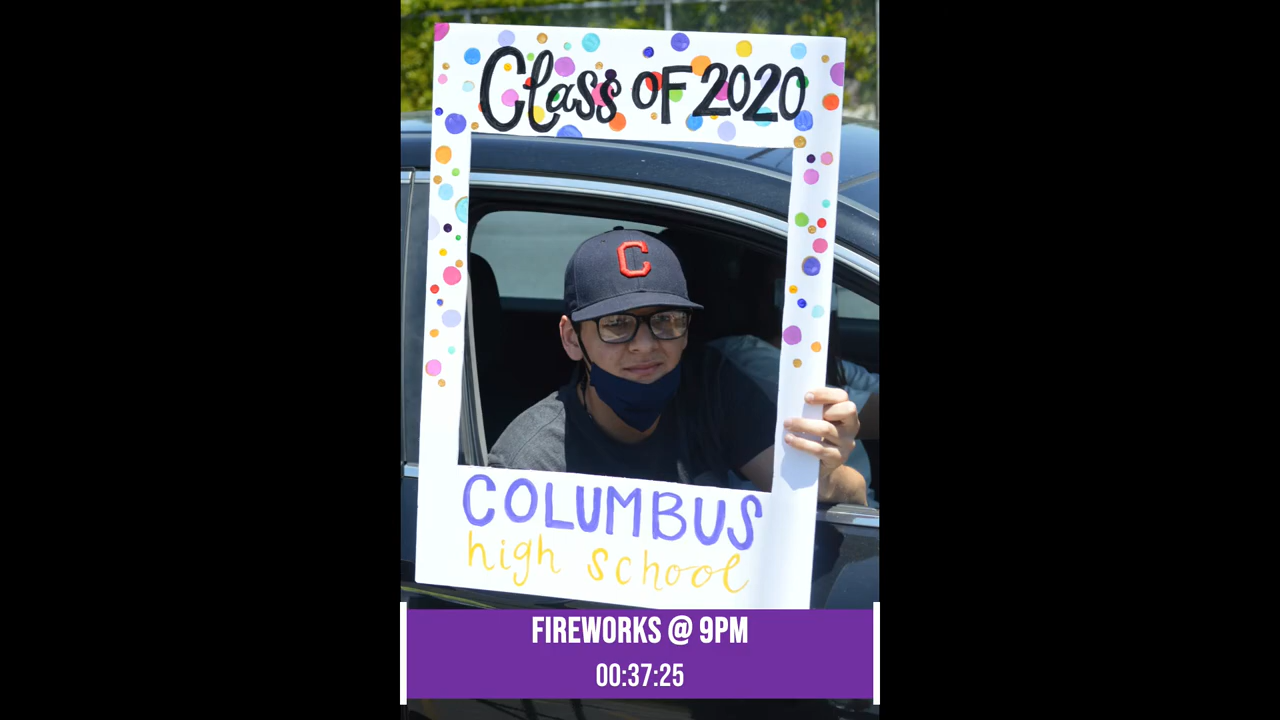 Class OF 2020
C
COLUMBUS
high school
FIREWORKS @ 9PM
00:37:25